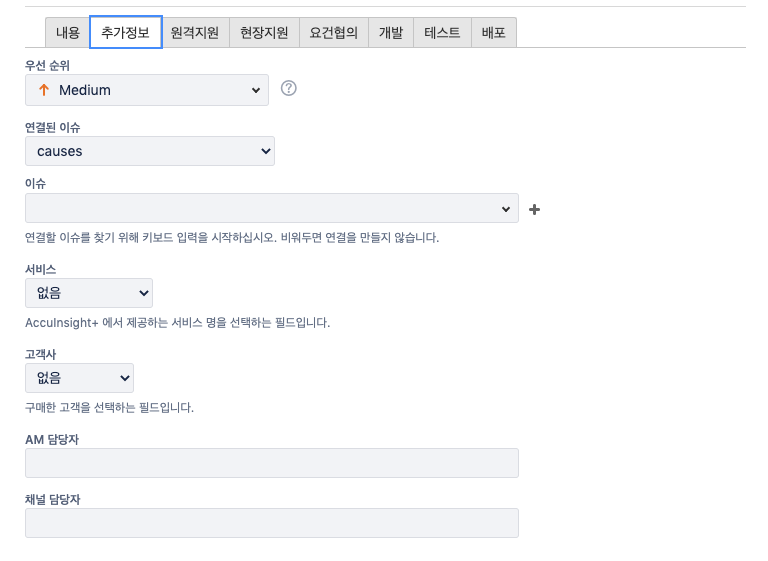 내용 추가정보 원격지원 현장지원 요건협의 개발 테스트 배포
우선 순위
Medium
연결된 이슈
causes
이슈
연결할 이슈를 찾기 위해 키보드 입력을 시작하십시오. 비워두면 연결을 만들지 않습니다.
서비스
없음
AccuInsight+ 에서 제공하는 서비스 명을 선택하는 필드입니다.
고객사
없음
구매한 고객을 선택하는 필드입니다.
AM 담당자
채널 담당자